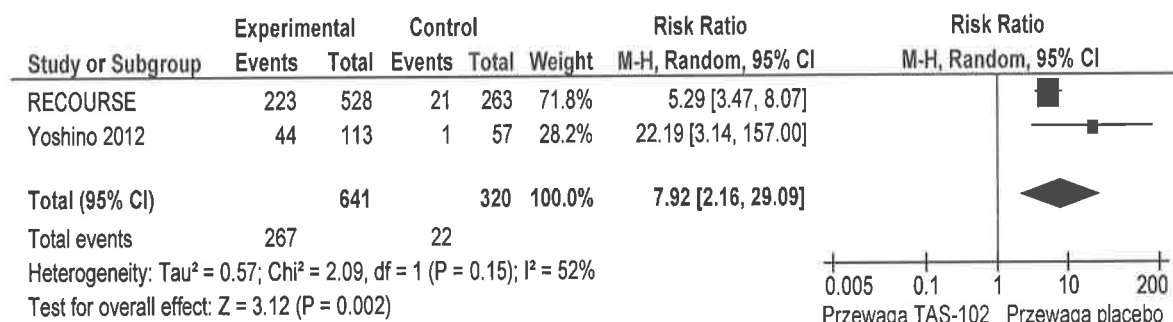 Experimental Control Risk Ratio Risk Ratio
Study or Subgroup Events Total Events Total Weight M-H, Random, 95% CI M-H, Random, 95% CI
RECOURSE 223 528 21 263 71.8% 5.29 [3.47, 8.07]
Yoshino 2012 44 113 1 57 28.2% 22.19 [3.14, 157.00]
Total (95% CI) 641 320 100.0% 7.92 [2.16, 29.09]
Total events 267 22
Heterogeneity: Tau² = 0.57; Chi² = 2.09, df = 1 (P = 0.15); I² = 52%
Test for overall effect: Z = 3.12 (P = 0.002)
0.005 0.1 1 10 200
Przewaga TAS-102 Przewaga placebo